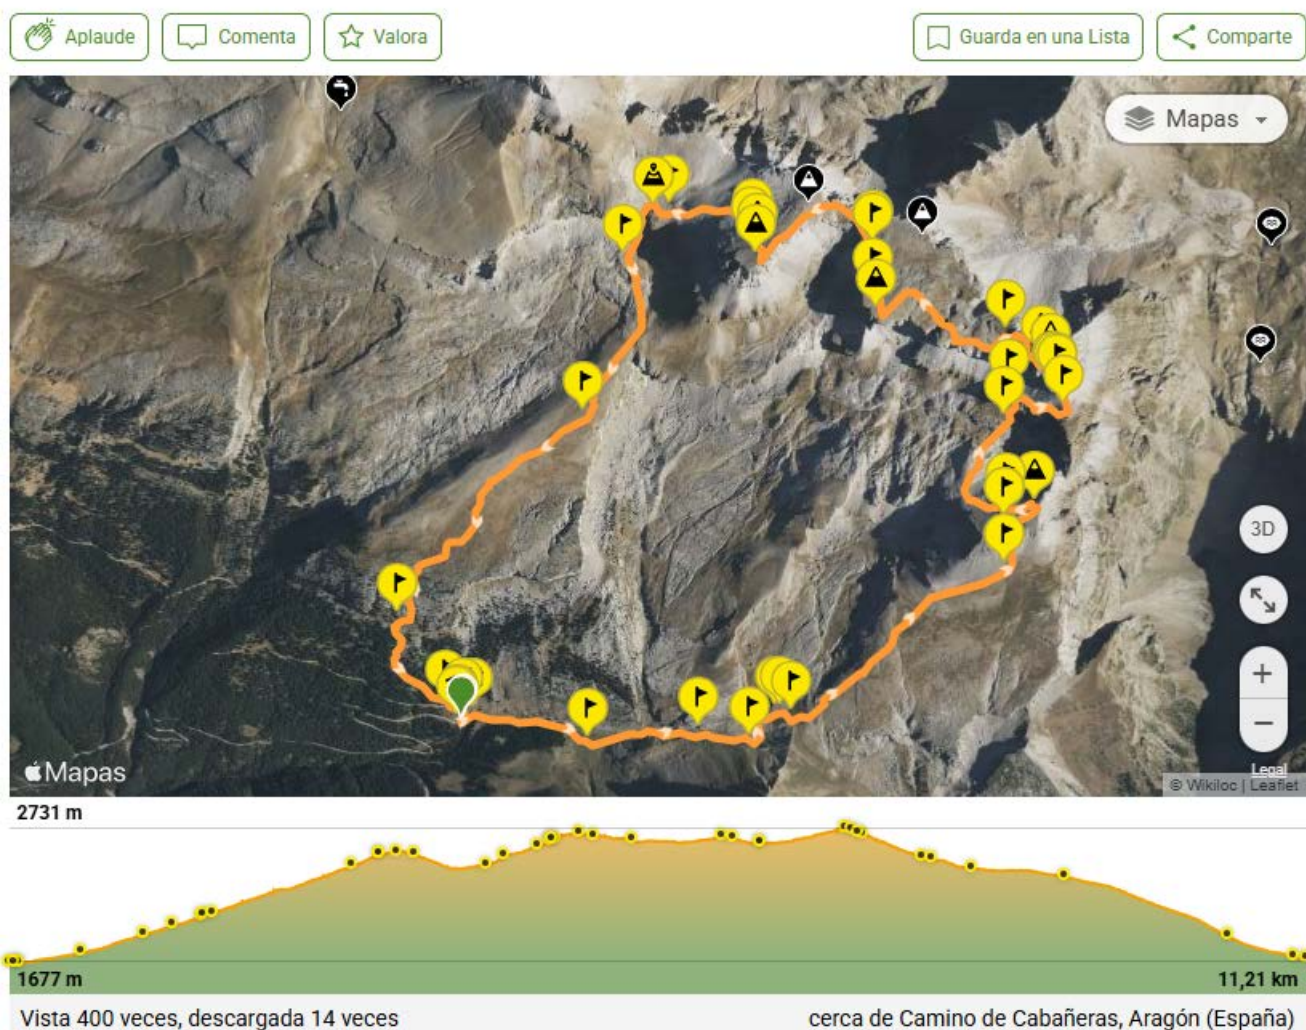 Aplaude
Comenta
Valora
Guarda en una Lista
Comparte
Mapas
3D
+
−
Mapas
Legal
© Wikiloc | Leaflet
2731 m
1677 m
11,21 km
Vista 400 veces, descargada 14 veces
cerca de Camino de Cabañeras, Aragón (España)